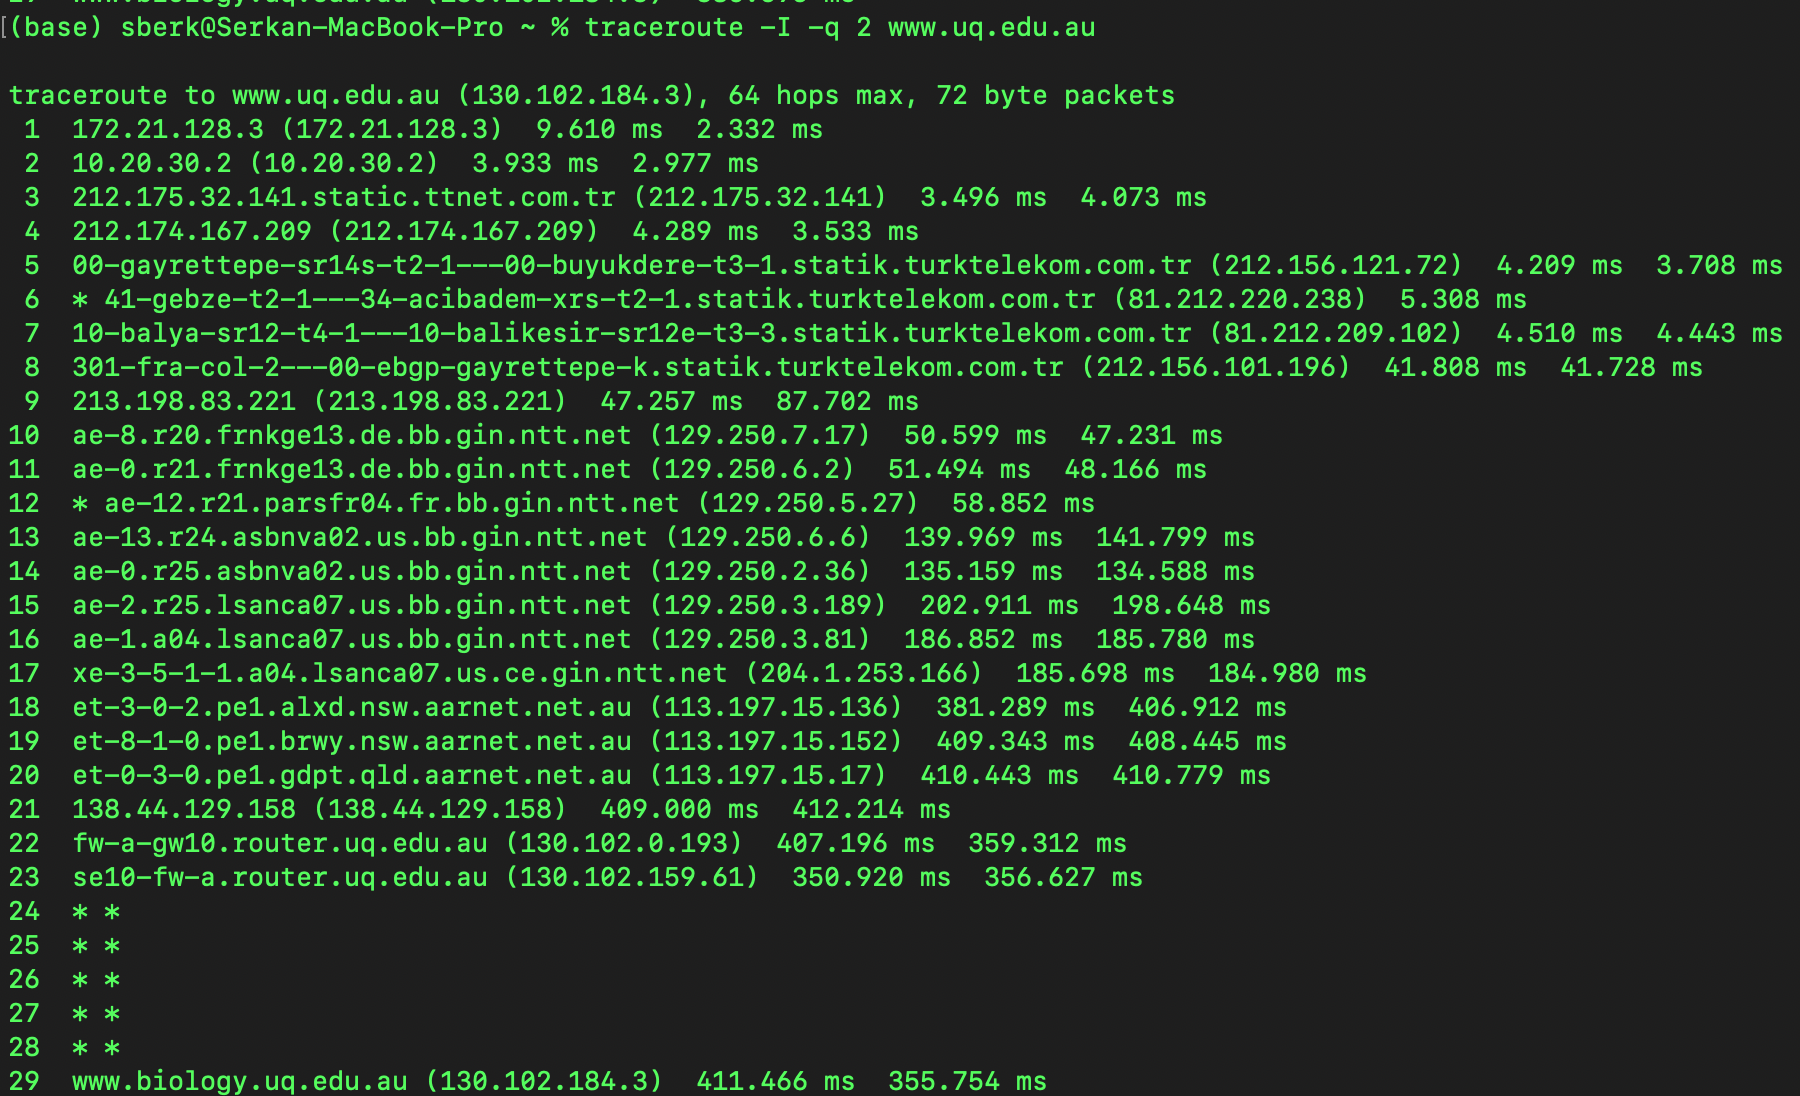 [(base) sberk@Serkan-MacBook-Pro ~ % traceroute -I -q 2 www.uq.edu.au
traceroute to www.uq.edu.au (130.102.184.3), 64 hops max, 72 byte packets
1 172.21.128.3 (172.21.128.3) 9.610 ms 2.332 ms
2 10.20.30.2 (10.20.30.2) 3.933 ms 2.977 ms
3 212.175.32.141.static.ttnet.com.tr (212.175.32.141) 3.496 ms 4.073 ms
4 212.174.167.209 (212.174.167.209) 4.289 ms 3.533 ms
5 00-gayrettepe-sr14s-t2-1---00-buyukdere-t3-1.statik.turktelekom.com.tr (212.156.121.72) 4.209 ms 3.708 ms
6 * 41-gebze-t2-1---34-acibadem-xrs-t2-1.statik.turktelekom.com.tr (81.212.220.238) 5.308 ms
7 10-balya-sr12-t4-1---10-balikesir-sr12e-t3-3.statik.turktelekom.com.tr (81.212.209.102) 4.510 ms 4.443 ms
8 301-fra-col-2---00-ebgp-gayrettepe-k.statik.turktelekom.com.tr (212.156.101.196) 41.808 ms 41.728 ms
9 213.198.83.221 (213.198.83.221) 47.257 ms 87.702 ms
10 ae-8.r20.frnkge13.de.bb.gin.ntt.net (129.250.7.17) 50.599 ms 47.231 ms
11 ae-0.r21.frnkge13.de.bb.gin.ntt.net (129.250.6.2) 51.494 ms 48.166 ms
12 * ae-12.r21.parsfr04.fr.bb.gin.ntt.net (129.250.5.27) 58.852 ms
13 ae-13.r24.asbnva02.us.bb.gin.ntt.net (129.250.6.6) 139.969 ms 141.799 ms
14 ae-0.r25.asbnva02.us.bb.gin.ntt.net (129.250.2.36) 135.159 ms 134.588 ms
15 ae-2.r25.lsanca07.us.bb.gin.ntt.net (129.250.3.189) 202.911 ms 198.648 ms
16 ae-1.a04.lsanca07.us.bb.gin.ntt.net (129.250.3.81) 186.852 ms 185.780 ms
17 xe-3-5-1-1.a04.lsanca07.us.ce.gin.ntt.net (204.1.253.166) 185.698 ms 184.980 ms
18 et-3-0-2.pe1.alxd.nsw.aarnet.net.au (113.197.15.136) 381.289 ms 406.912 ms
19 et-8-1-0.pe1.brwy.nsw.aarnet.net.au (113.197.15.152) 409.343 ms 408.445 ms
20 et-0-3-0.pe1.gdpt.qld.aarnet.net.au (113.197.15.17) 410.443 ms 410.779 ms
21 138.44.129.158 (138.44.129.158) 409.000 ms 412.214 ms
22 fw-a-gw10.router.uq.edu.au (130.102.0.193) 407.196 ms 359.312 ms
23 se10-fw-a.router.uq.edu.au (130.102.159.61) 350.920 ms 356.627 ms
24 * *
25 * *
26 * *
27 * *
28 * *
29 www.biology.uq.edu.au (130.102.184.3) 411.466 ms 355.754 ms